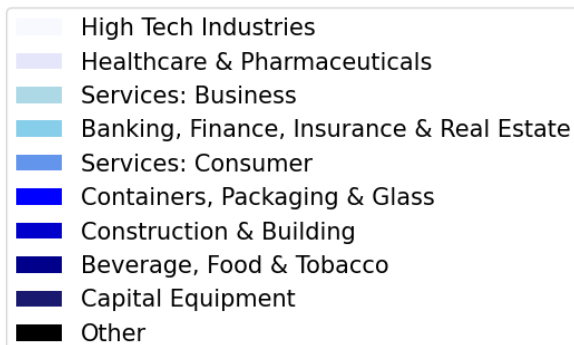 High Tech Industries
Healthcare & Pharmaceuticals
Services: Business
Banking, Finance, Insurance & Real Estate
Services: Consumer
Containers, Packaging & Glass
Construction & Building
Beverage, Food & Tobacco
Capital Equipment
Other